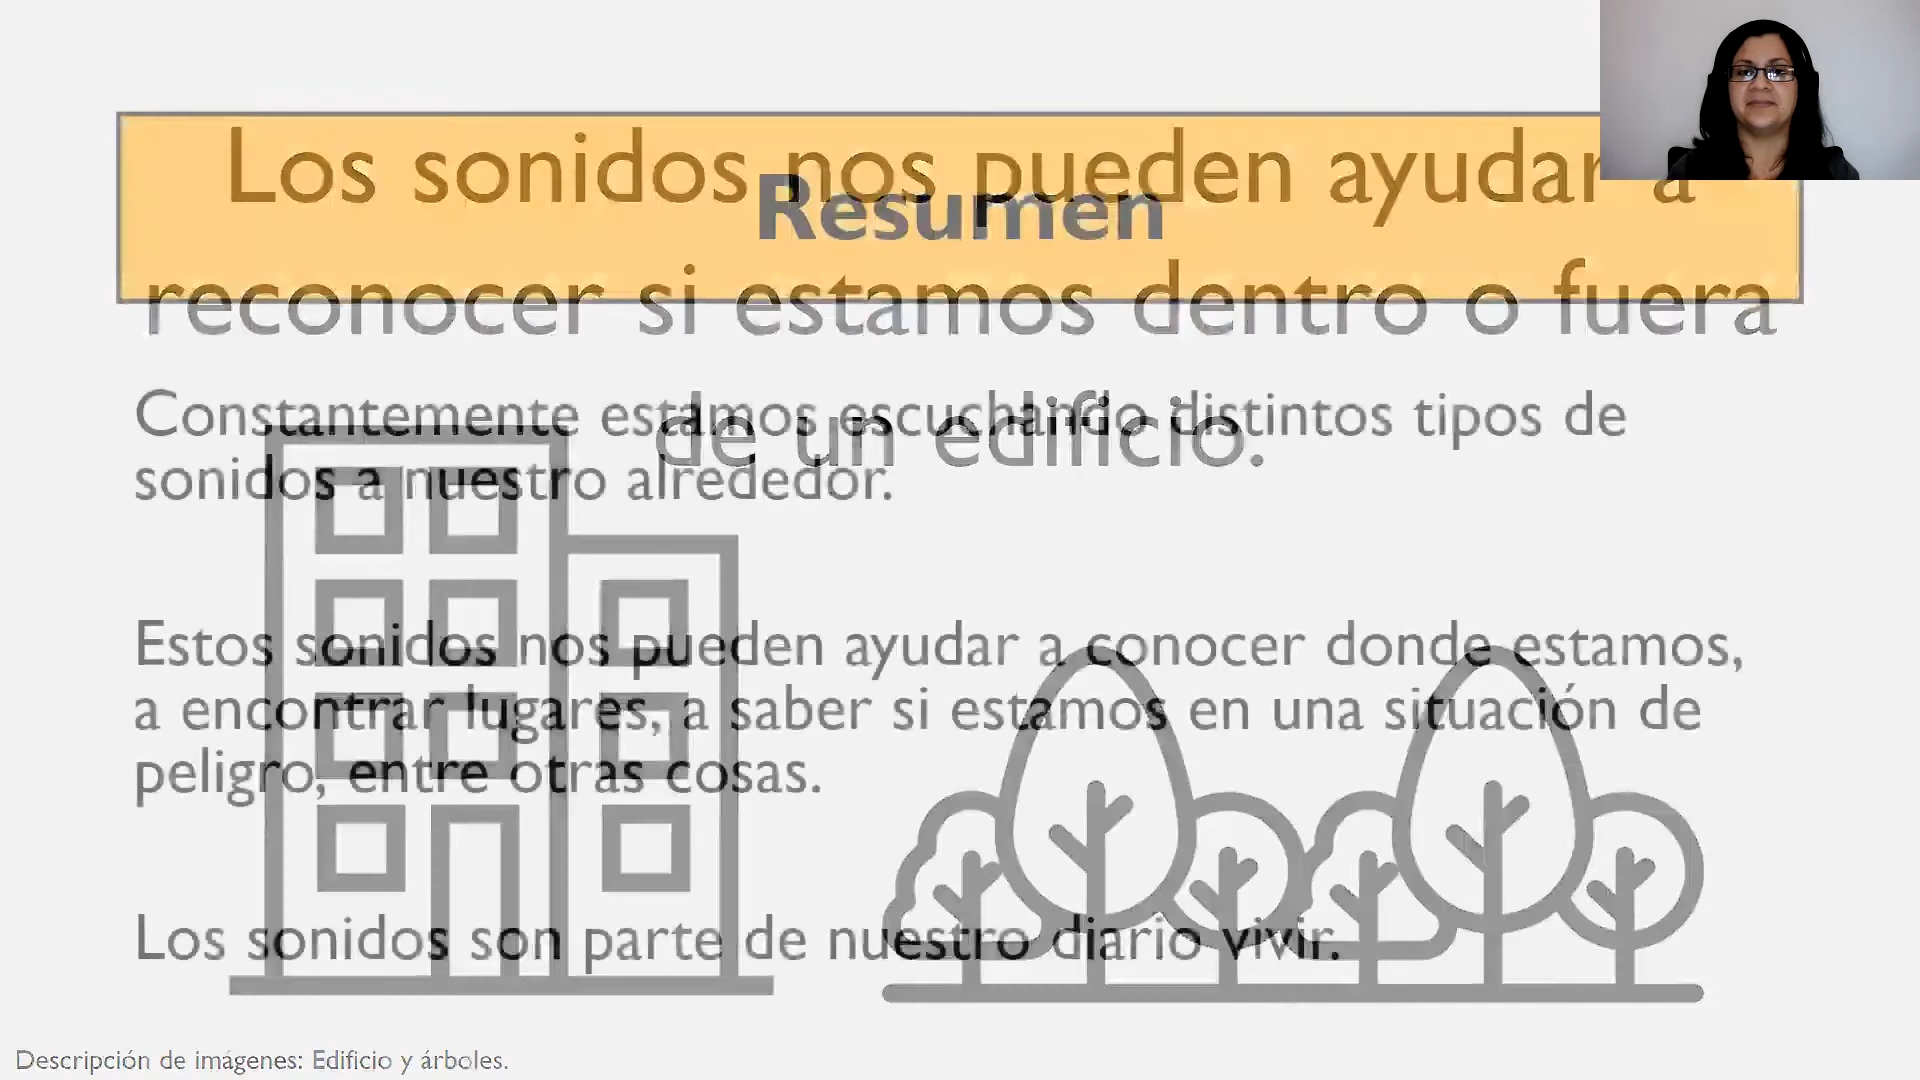 Los sonidos nos pueden ayudar a
reconocer si estamos dentro o fuera
de un edificio.
Resumen
Constantemente estamos escuchando distintos tipos de
sonidos a nuestro alrededor.
Estos sonidos nos pueden ayudar a conocer donde estamos,
a encontrar lugares, a saber si estamos en una situación de
peligro, entre otras cosas.
Los sonidos son parte de nuestro diario vivir.
Descripción de imágenes: Edificio y árboles.